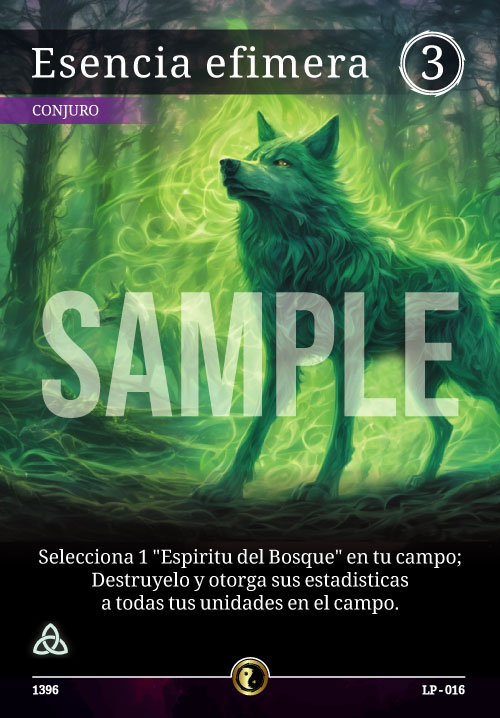 Esencia efimera 3
CONJURO
SAMPLE
Selecciona 1 "Espiritu del Bosque" en tu campo;
Destruyelo y otorga sus estadisticas
a todas tus unidades en el campo.
1396 LP-016